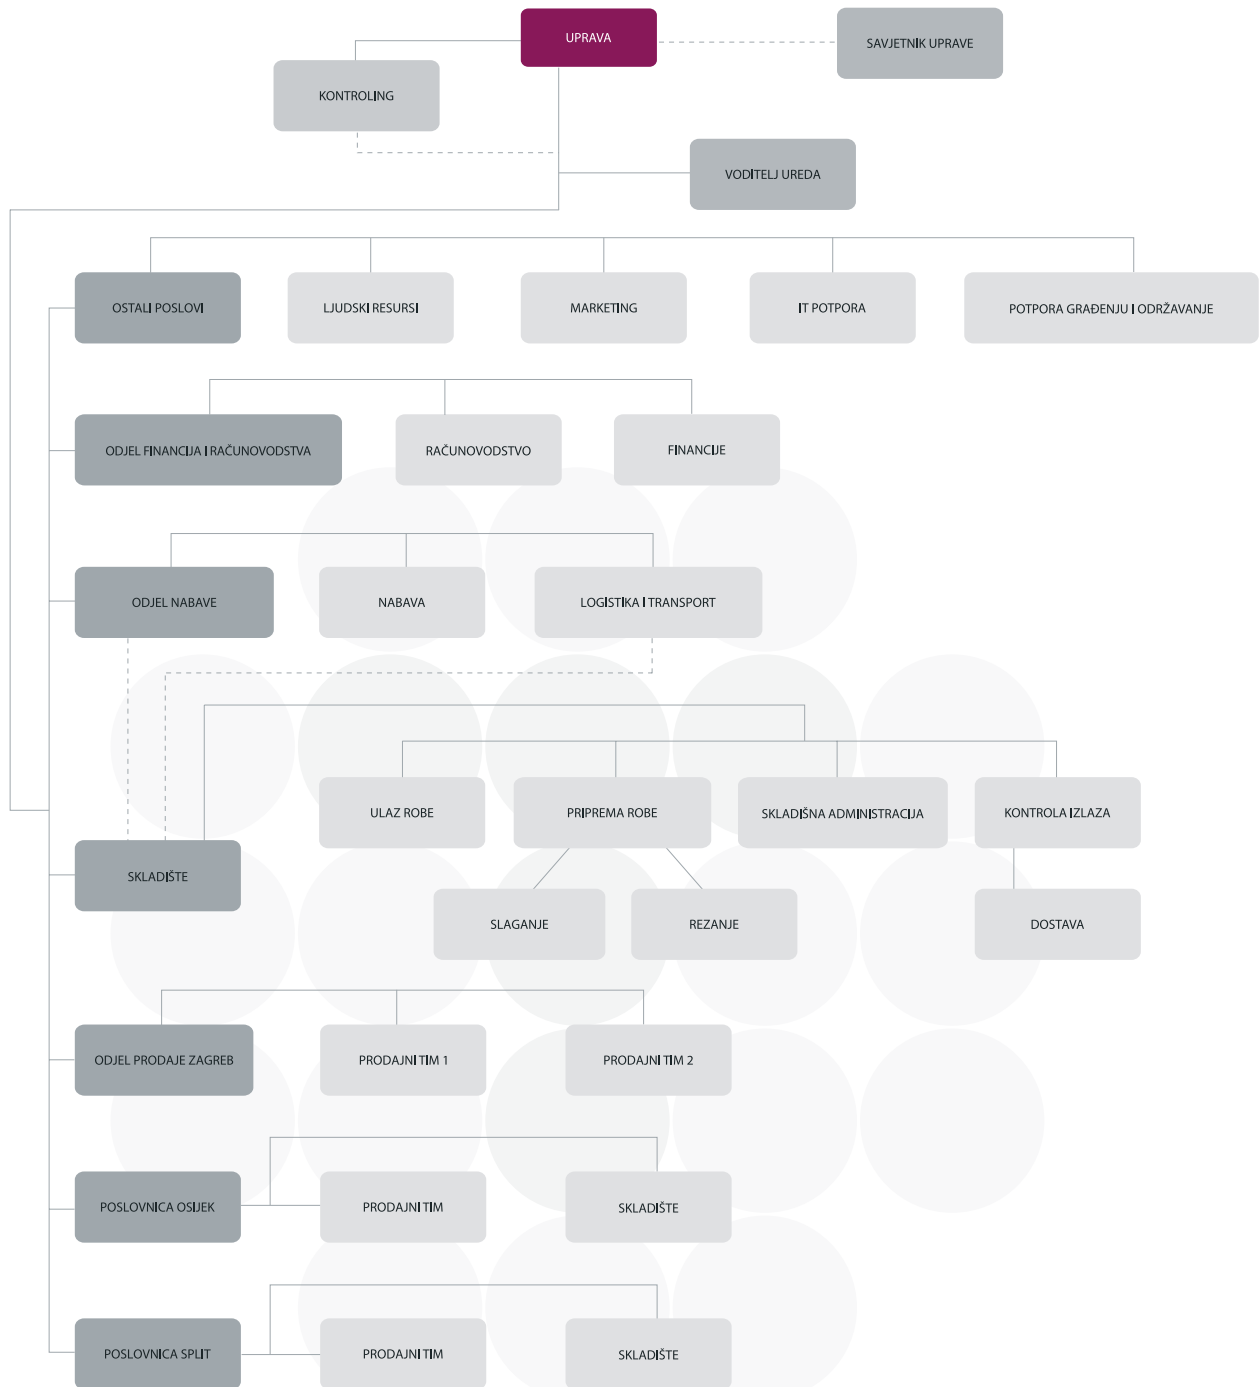 UPRAVA
SAVJETNIK UPRAVE
KONTROLING
VODITELJ UREDA
OSTALI POSLOVI
LJUDSKI RESURSI
MARKETING
IT POTPORA
POTPORA GRAĐENJU I ODRŽAVANJE
ODJEL FINANCIJA I RAČUNOVODSTVA
RAČUNOVODSTVO
FINANCIJE
ODJEL NABAVE
NABAVA
LOGISTIKA I TRANSPORT
ULAZ ROBE
PRIPREMA ROBE
SKLADIŠNA ADMINISTRACIJA
KONTROLA IZLAZA
SKLADIŠTE
SLAGANJE
REZANJE
DOSTAVA
ODJEL PRODAJE ZAGREB
PRODAJNI TIM 1
PRODAJNI TIM 2
POSLOVNICA OSIJEK
PRODAJNI TIM
SKLADIŠTE
POSLOVNICA SPLIT
PRODAJNI TIM
SKLADIŠTE